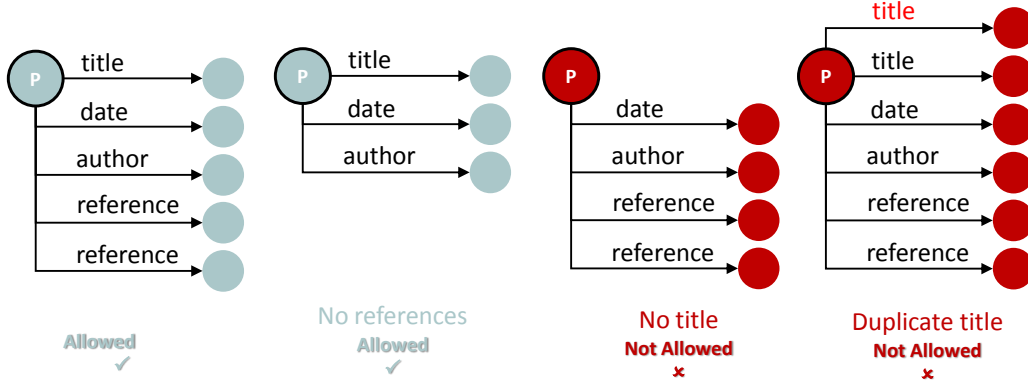 P
title
date
author
reference
reference
Allowed
✓
P
title
date
author
No references
Allowed
✓
P
date
author
reference
reference
No title
Not Allowed
✘
title
P
title
date
author
reference
reference
Duplicate title
Not Allowed
✘